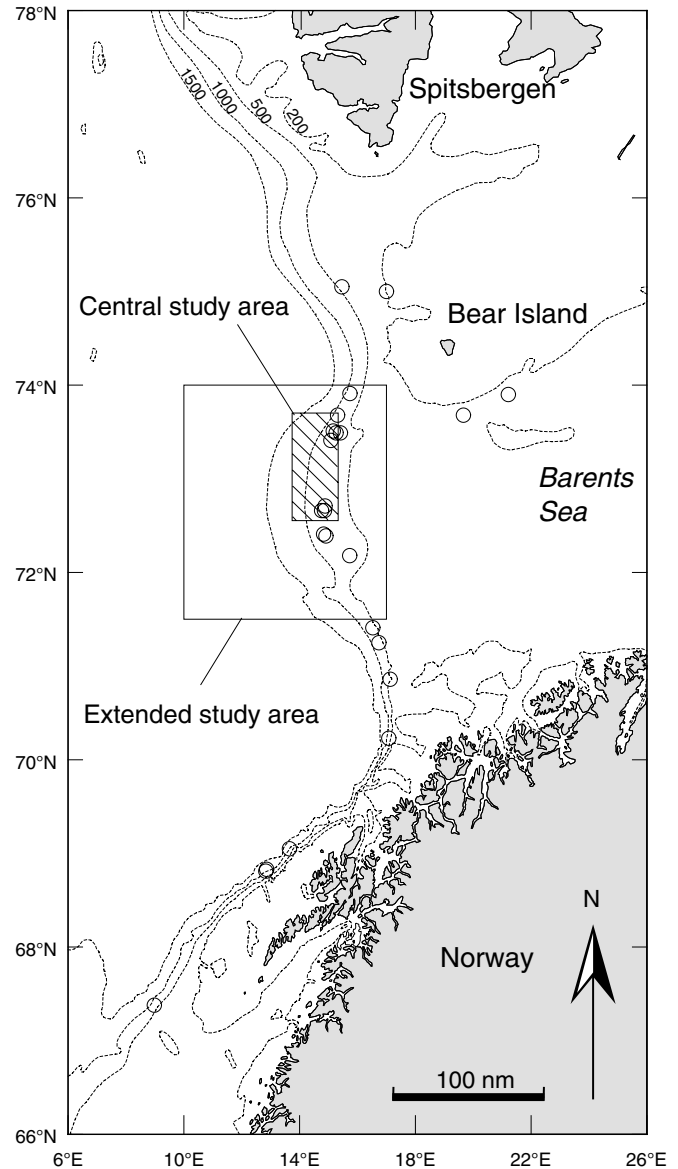 78°N
1500
1000
500
200
Spitsbergen
76°N
Central study area
Bear Island
74°N
Barents
Sea
72°N
Extended study area
70°N
N
68°N
Norway
100 nm
66°N
6°E
10°E
14°E
18°E
22°E
26°E